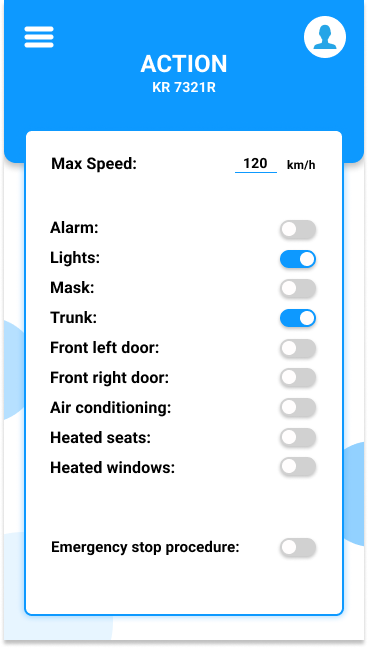 ACTION
KR 7321R
Max Speed: 120 km/h
Alarm:
Lights:
Mask:
Trunk:
Front left door:
Front right door:
Air conditioning:
Heated seats:
Heated windows:
Emergency stop procedure: